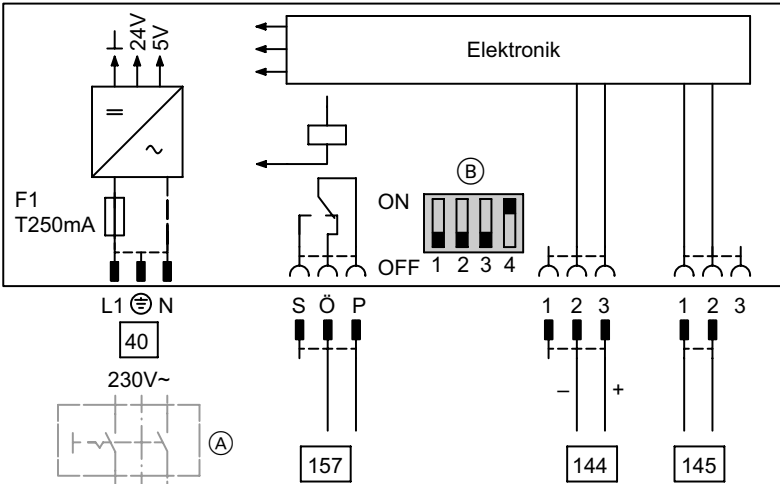 24V
5V
Elektronik
=
~
F1
T250mA
B
ON
OFF 1 2 3 4
L1 N
S Ö P
1 2 3
1 2 3
40
230V~
A
– +
157
144
145